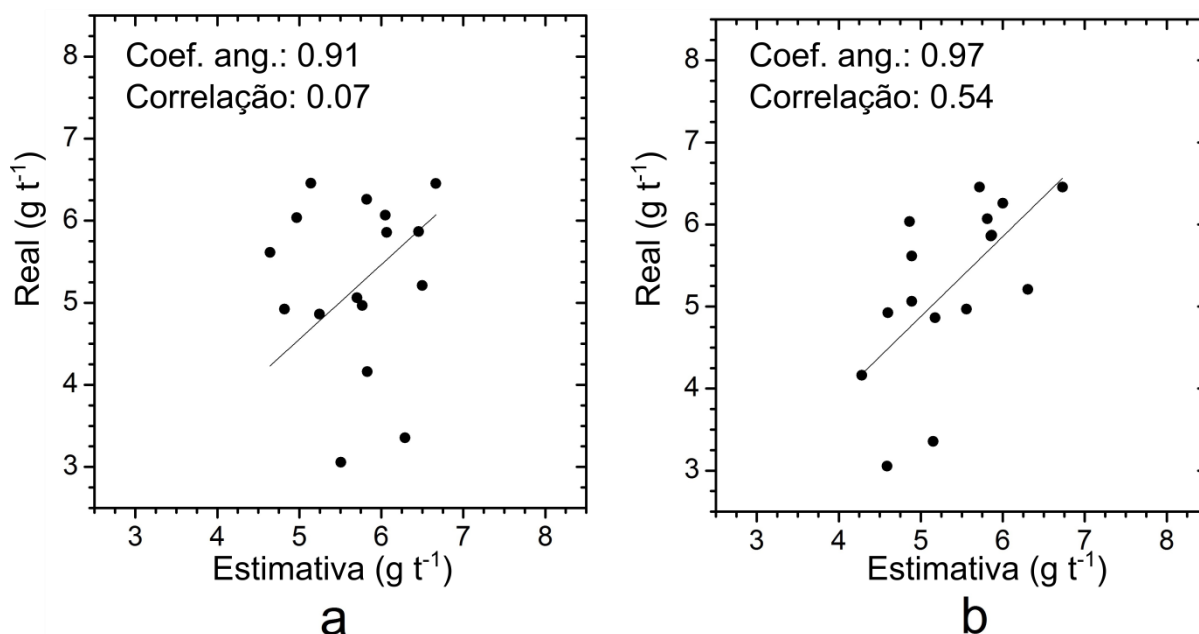 Coef. ang.: 0.91
Correlação: 0.07
Real (g t-1)
8
7
6
5
4
3
3 4 5 6 7 8
Estimativa (g t-1)
a
Coef. ang.: 0.97
Correlação: 0.54
Real (g t-1)
8
7
6
5
4
3
3 4 5 6 7 8
Estimativa (g t-1)
b